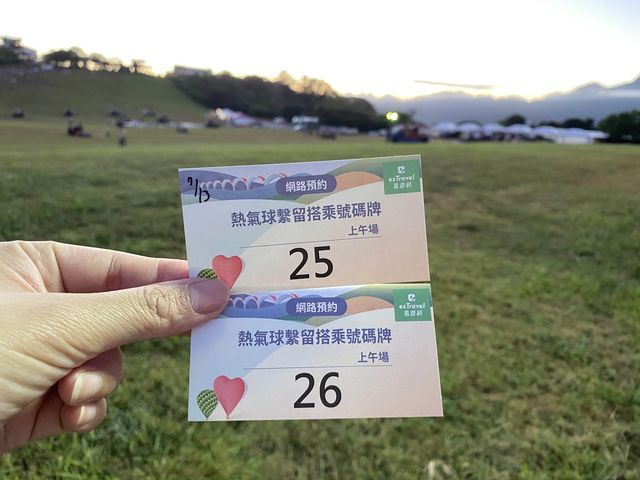 7/13
網路預約
ezTravel
易遊網
熱氣球繫留搭乘號碼牌
上午場
25
網路預約
ezTravel
易遊網
熱氣球繫留搭乘號碼牌
上午場
26